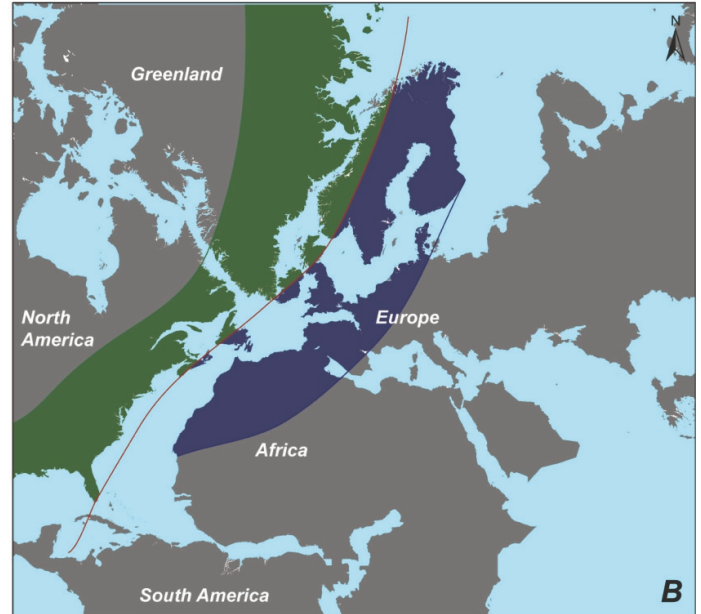 N
Greenland
North
America
Europe
Africa
South America
B